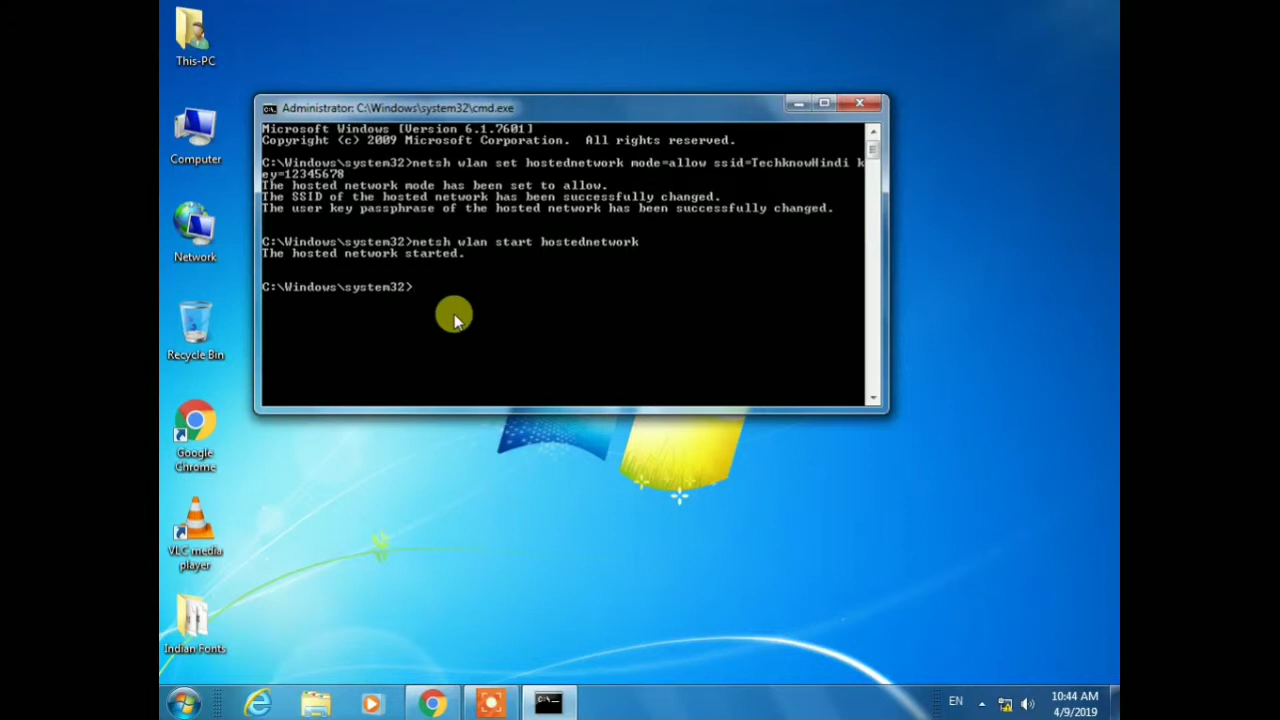 This-PC
Computer
Network
Recycle Bin
Google
Chrome
VLC media
player
Indian Fonts
Administrator: C:\Windows\system32\cmd.exe
Microsoft Windows [Version 6.1.7601]
Copyright (c) 2009 Microsoft Corporation.  All rights reserved.
C:\Windows\system32>netsh wlan set hostednetwork mode=allow ssid=TechknowHindi k
ey=12345678
The hosted network mode has been set to allow.
The SSID of the hosted network has been successfully changed.
The user key passphrase of the hosted network has been successfully changed.
C:\Windows\system32>netsh wlan start hostednetwork
The hosted network started.
C:\Windows\system32>
EN
10:44 AM
4/9/2019